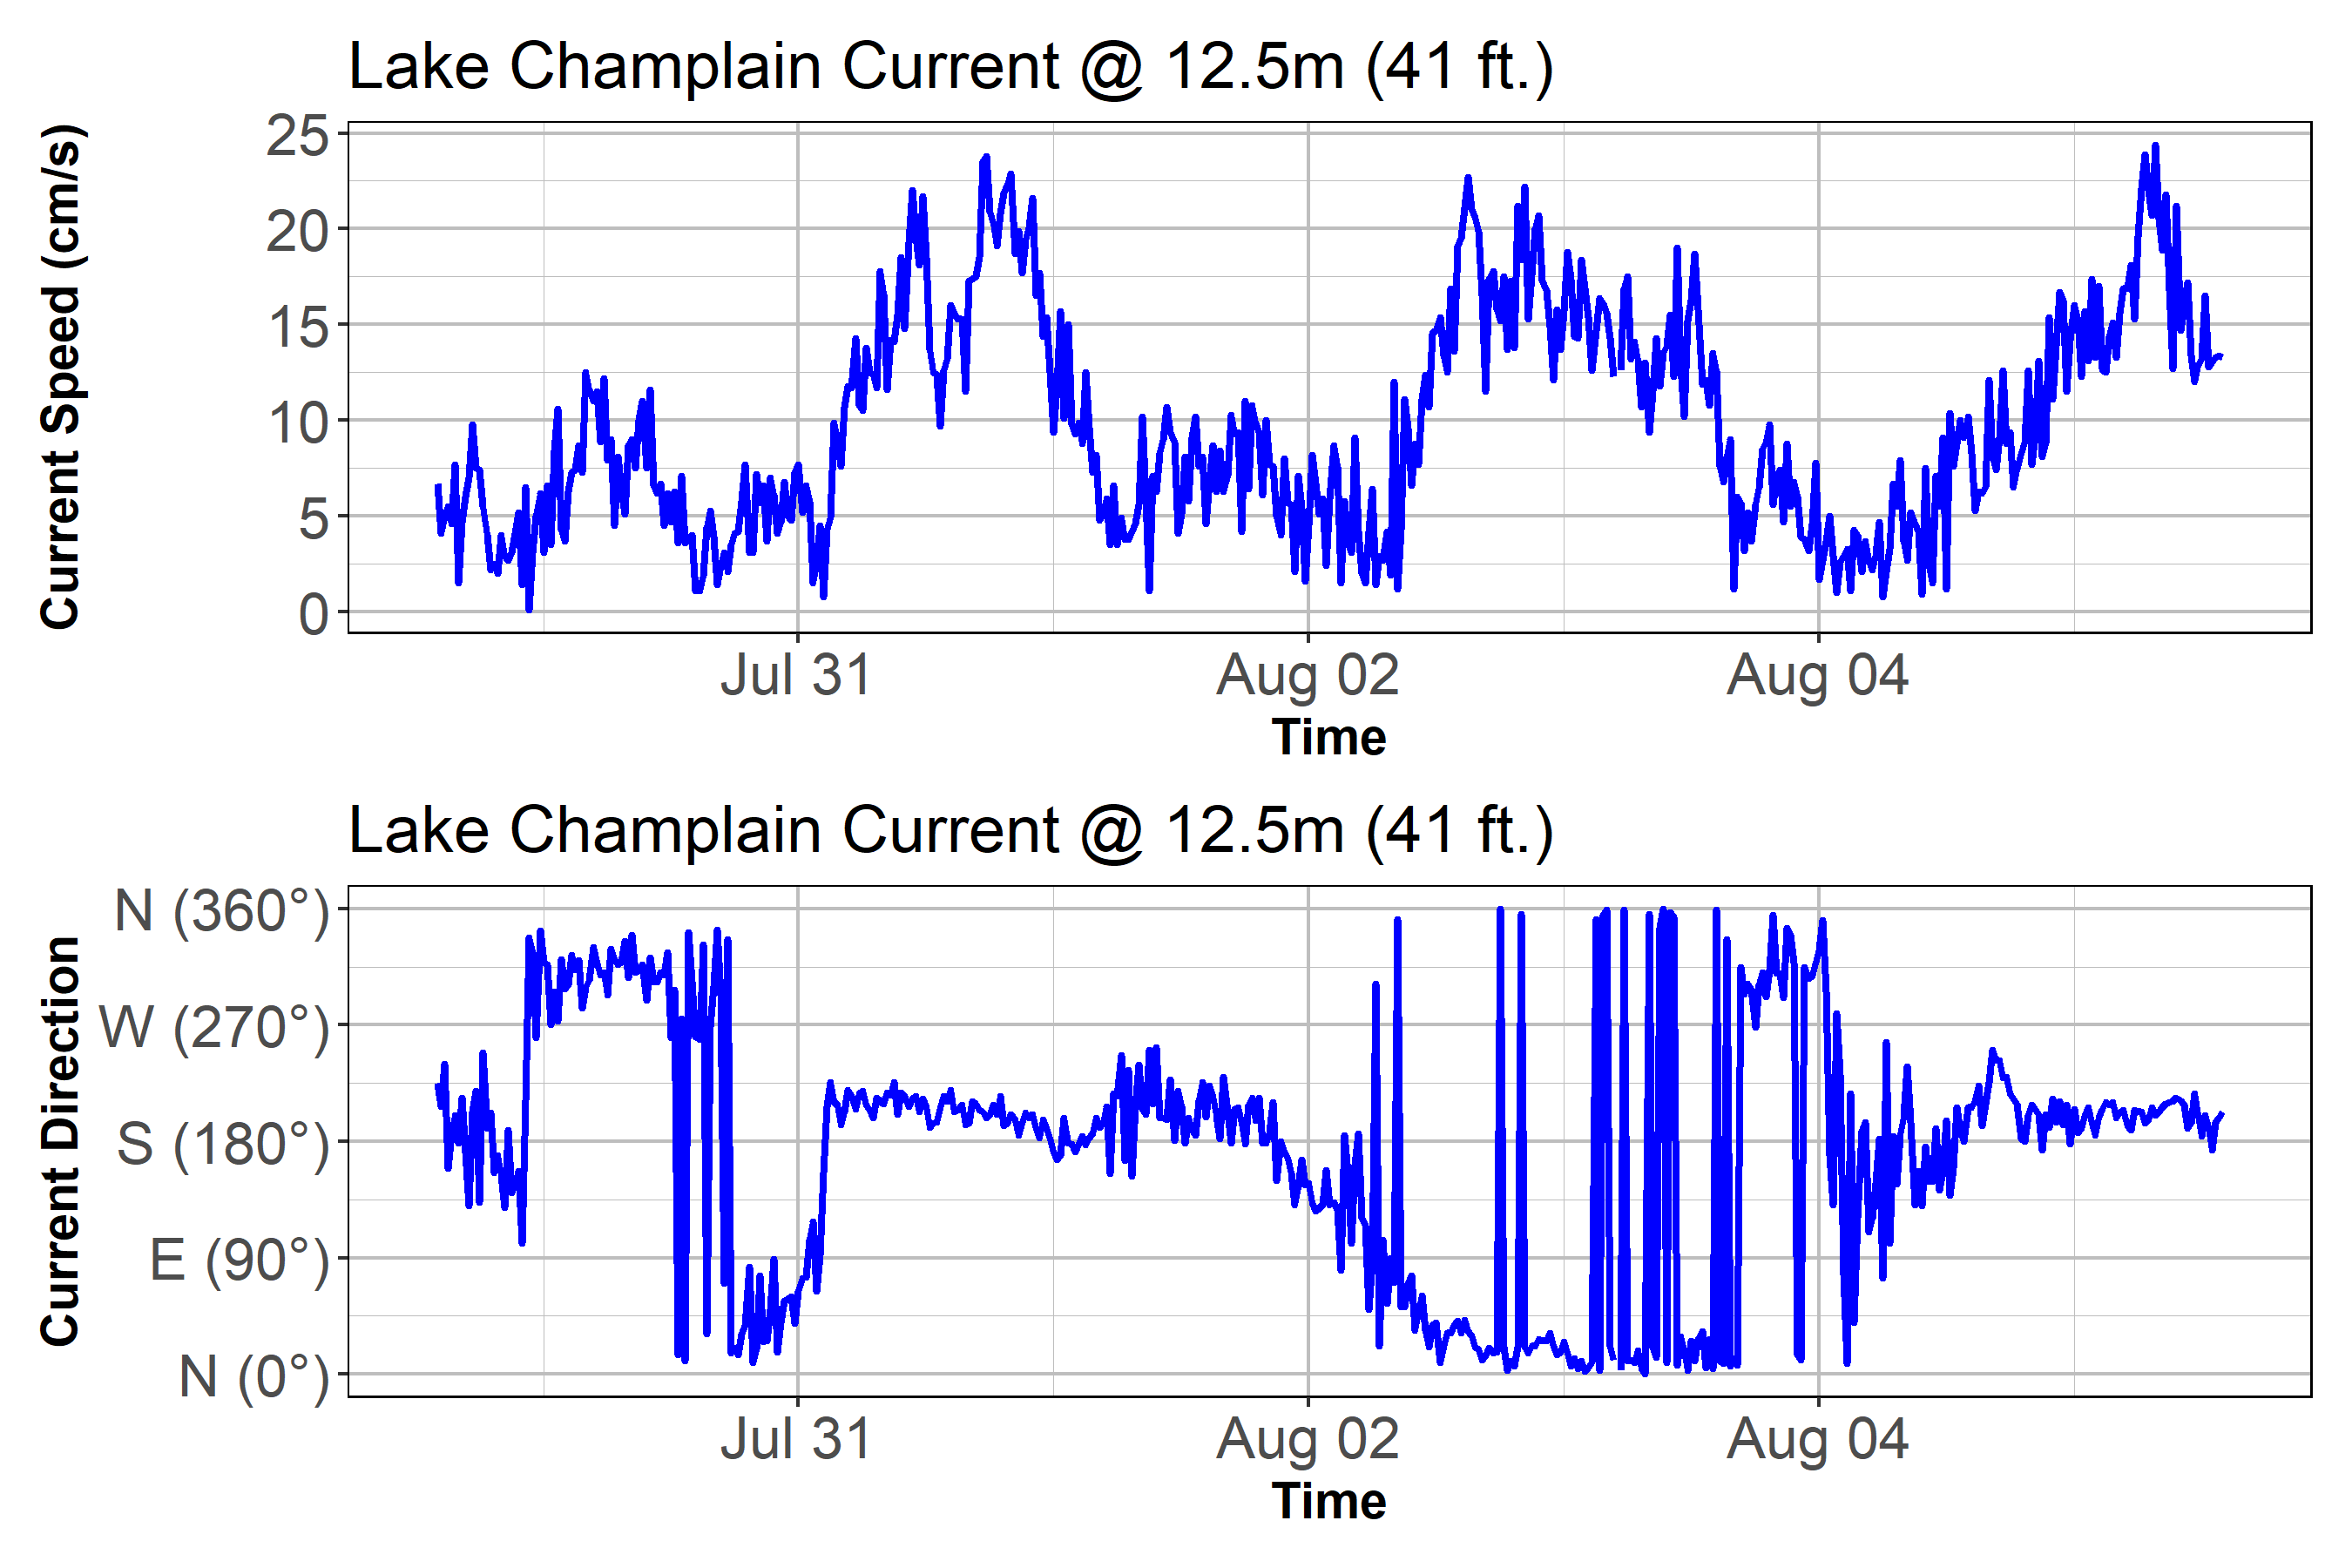 Lake Champlain Current @ 12.5m (41 ft.)
Current Speed (cm/s)
25
20
15
10
5
0
Jul 31
Aug 02
Aug 04
Time
Lake Champlain Current @ 12.5m (41 ft.)
Current Direction
N (360°)
W (270°)
S (180°)
E (90°)
N (0°)
Jul 31
Aug 02
Aug 04
Time